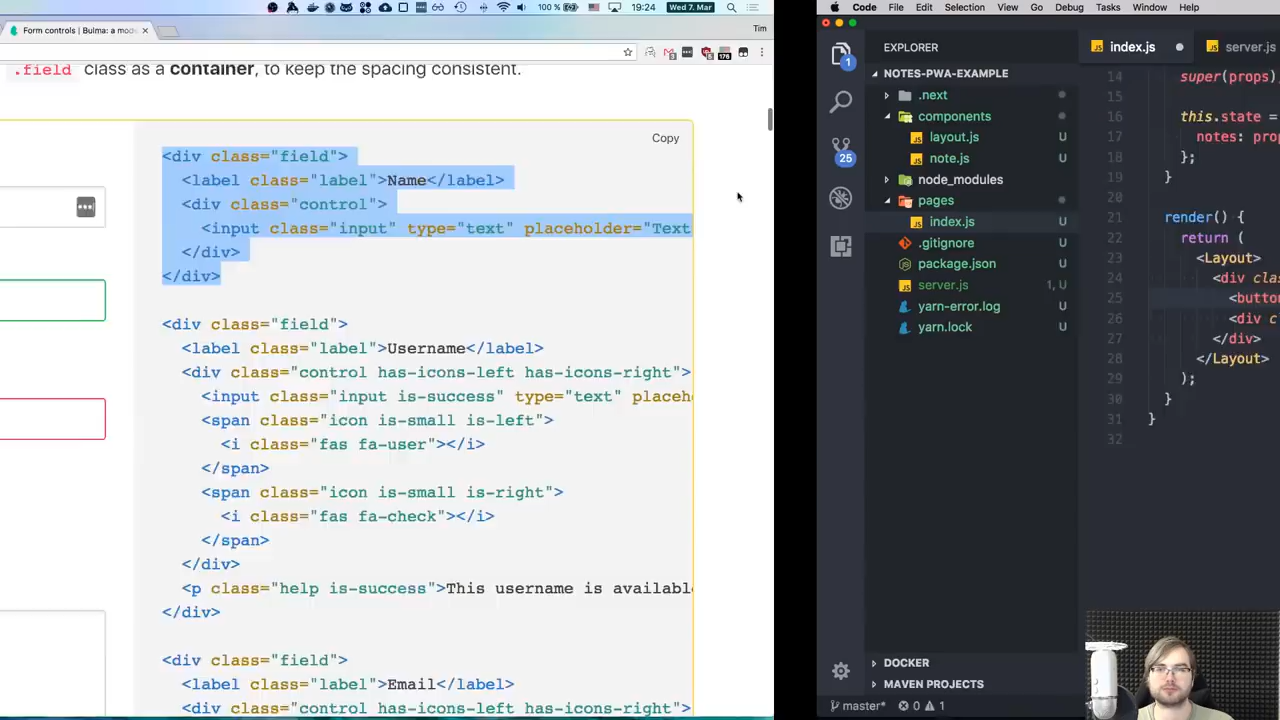 100 %
19:24
Wed 7. Mar
Form controls | Bulma: a mode
Tim
.field class as a container, to keep the spacing consistent.
Copy
<div class="field">
<label class="label">Name</label>
<div class="control">
<input class="input" type="text" placeholder="Text
</div>
</div>
<div class="field">
<label class="label">Username</label>
<div class="control has-icons-left has-icons-right">
<input class="input is-success" type="text" placeh
<span class="icon is-small is-left">
<i class="fas fa-user"></i>
</span>
<span class="icon is-small is-right">
<i class="fas fa-check"></i>
</span>
</div>
<p class="help is-success">This username is availabl
</div>
<div class="field">
<label class="label">Email</label>
<div class="control has-icons-left has-icons-right">
Code File Edit Selection View Go Debug Tasks Window Help
EXPLORER
1
25
NOTES-PWA-EXAMPLE
.next
components
layout.js U
note.js U
node_modules
pages
index.js U
.gitignore U
package.json U
server.js 1, U
yarn-error.log U
yarn.lock U
DOCKER
MAVEN PROJECTS
master* 0 1
index.js
server.js
14 super(props)
15
16 this.state =
17 notes: prop
18 };
19 }
20
21 render() {
22 return (
23 <Layout>
24 <div clas
25 <button
26 <div c
27 </div>
28 </Layout>
29 );
30 }
31 }
32